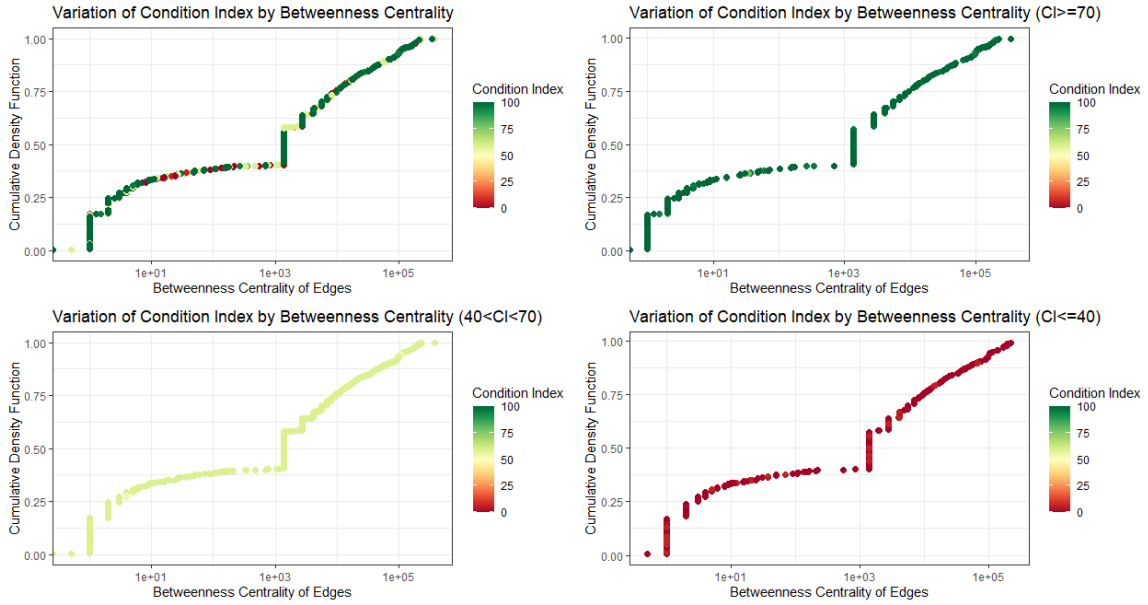 Variation of Condition Index by Betweenness Centrality
Cumulative Density Function
1.00
0.75
0.50
0.25
0.00
1e+01
1e+03
1e+05
Betweenness Centrality of Edges
Condition Index
100
75
50
25
0
Variation of Condition Index by Betweenness Centrality (CI>=70)
Cumulative Density Function
1.00
0.75
0.50
0.25
0.00
1e+01
1e+03
1e+05
Betweenness Centrality of Edges
Condition Index
100
75
50
25
0
Variation of Condition Index by Betweenness Centrality (40<CI<70)
Cumulative Density Function
1.00
0.75
0.50
0.25
0.00
1e+01
1e+03
1e+05
Betweenness Centrality of Edges
Condition Index
100
75
50
25
0
Variation of Condition Index by Betweenness Centrality (CI<=40)
Cumulative Density Function
1.00
0.75
0.50
0.25
0.00
1e+01
1e+03
1e+05
Betweenness Centrality of Edges
Condition Index
100
75
50
25
0